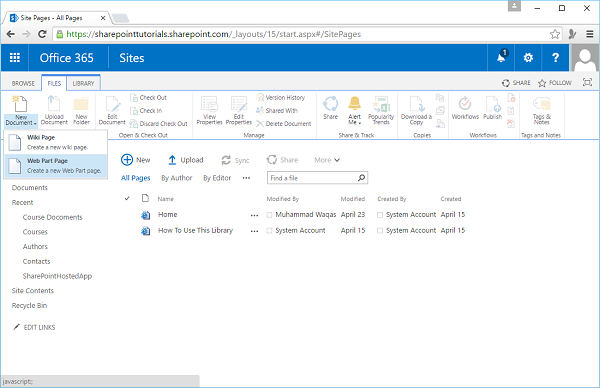 Site Pages - All Pages
https://sharepointtutorials.sharepoint.com/_layouts/15/start.aspx#/SitePages
Office 365 Sites 1 ?
BROWSE FILES LIBRARY SHARE FOLLOW
New Document
Upload Document
New Folder
Edit Document
Check Out
Check In
Discard Check Out
View Properties
Edit Properties
Version History
Shared With
Delete Document
Share
Alert Me
Popularity Trends
Download a Copy
Workflows
Publish
Tags & Notes
Open & Check Out Manage Share & Track Copies Workflows Tags and Notes
Wiki Page
Create a new wiki page.
Web Part Page
Create a new Web Part page.
Documents
Recent
Course Documents
Courses
Authors
Contacts
SharePointHostedApp
Site Contents
Recycle Bin
EDIT LINKS
New Upload Sync Share More
All Pages By Author By Editor ... Find a file
Name Modified By Modified Created By Created
Home ... Muhammad Waqas April 23 System Account April 15
How To Use This Library ... System Account April 15 System Account April 15
javascript:;